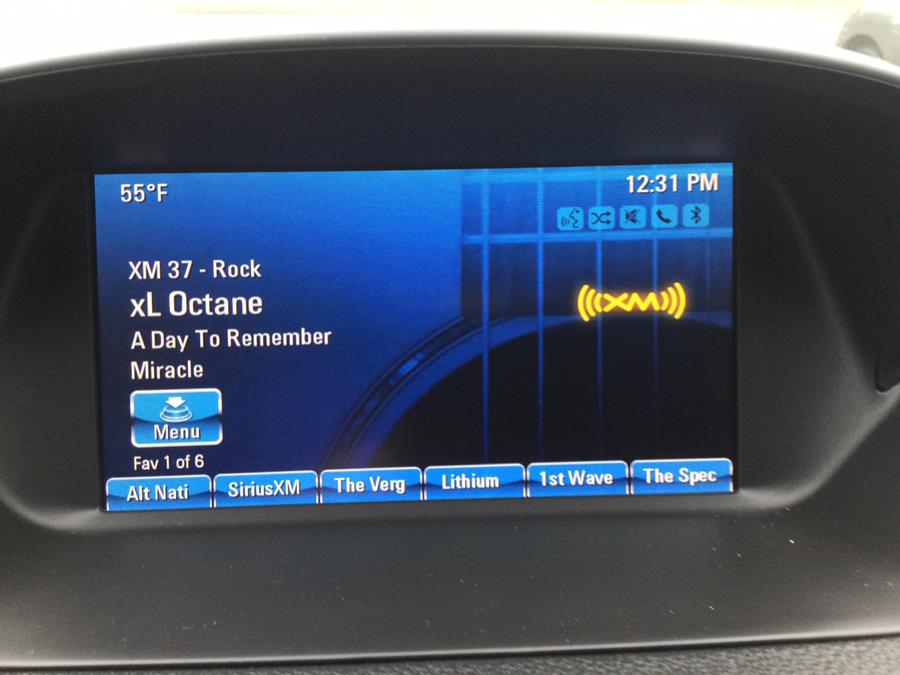 55°F
12:31 PM
XM 37 - Rock
xL Octane
XM
A Day To Remember
Miracle
Menu
Fav 1 of 6
Alt Nati
SiriusXM
The Verg
Lithium
1st Wave
The Spec